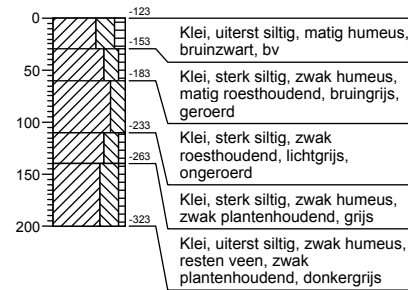 0
50
100
150
200
-123
Klei, uiterst siltig, matig humeus,
bruinzwart, bv
-153
Klei, sterk siltig, zwak humeus,
matig roesthoudend, bruingrijs,
geroerd
-183
Klei, sterk siltig, zwak
roesthoudend, lichtgrijs,
ongeroerd
-233
Klei, sterk siltig, zwak humeus,
zwak plantenhoudend, grijs
-263
Klei, uiterst siltig, zwak humeus,
resten veen, zwak
plantenhoudend, donkergrijs
-323